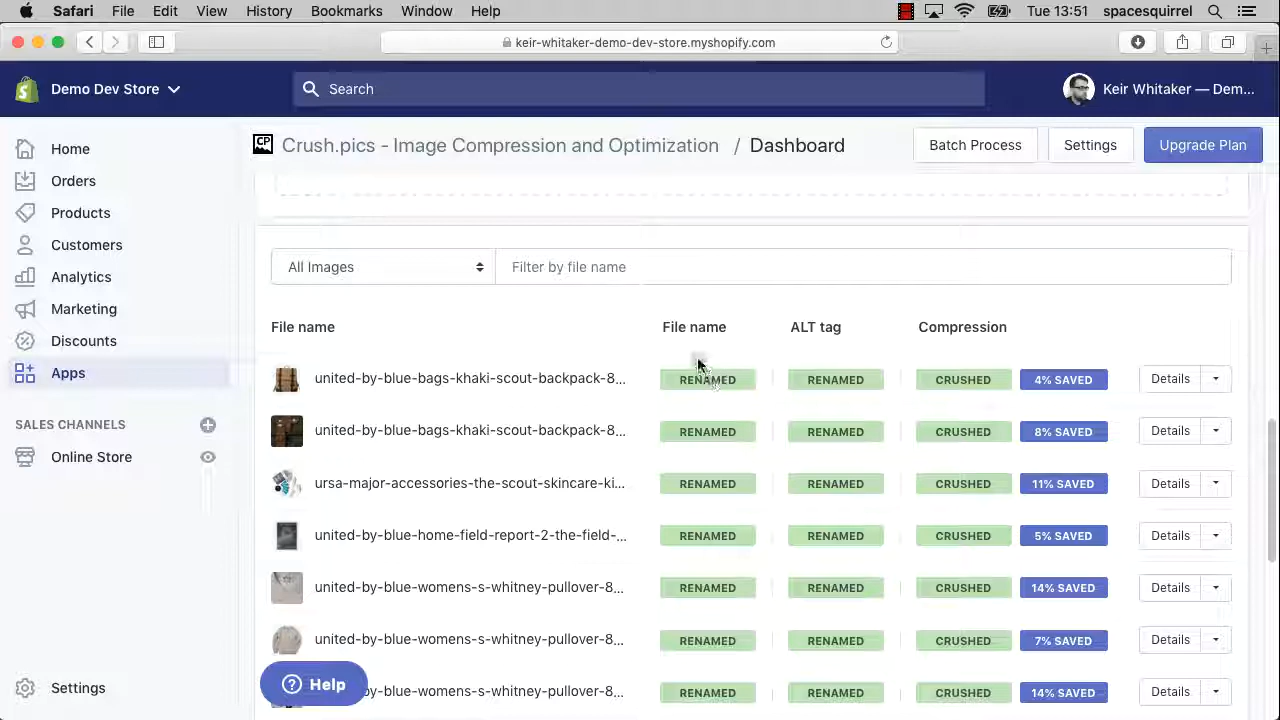 Safari File Edit View History Bookmarks Window Help Tue 13:51 spacesquirrel
keir-whitaker-demo-dev-store.myshopify.com
Demo Dev Store Search Keir Whitaker — Dem...
CP Crush.pics - Image Compression and Optimization / Dashboard Batch Process Settings Upgrade Plan
Home
Orders
Products
Customers
Analytics
Marketing
Discounts
Apps
SALES CHANNELS
Online Store
Settings
All Images Filter by file name
File name File name ALT tag Compression
united-by-blue-bags-khaki-scout-backpack-8... RENAMED RENAMED CRUSHED 4% SAVED Details
united-by-blue-bags-khaki-scout-backpack-8... RENAMED RENAMED CRUSHED 8% SAVED Details
ursa-major-accessories-the-scout-skincare-ki... RENAMED RENAMED CRUSHED 11% SAVED Details
united-by-blue-home-field-report-2-the-field-... RENAMED RENAMED CRUSHED 5% SAVED Details
united-by-blue-womens-s-whitney-pullover-8... RENAMED RENAMED CRUSHED 14% SAVED Details
united-by-blue-womens-s-whitney-pullover-8... RENAMED RENAMED CRUSHED 7% SAVED Details
-by-blue-womens-s-whitney-pullover-8... RENAMED RENAMED CRUSHED 14% SAVED Details
Help